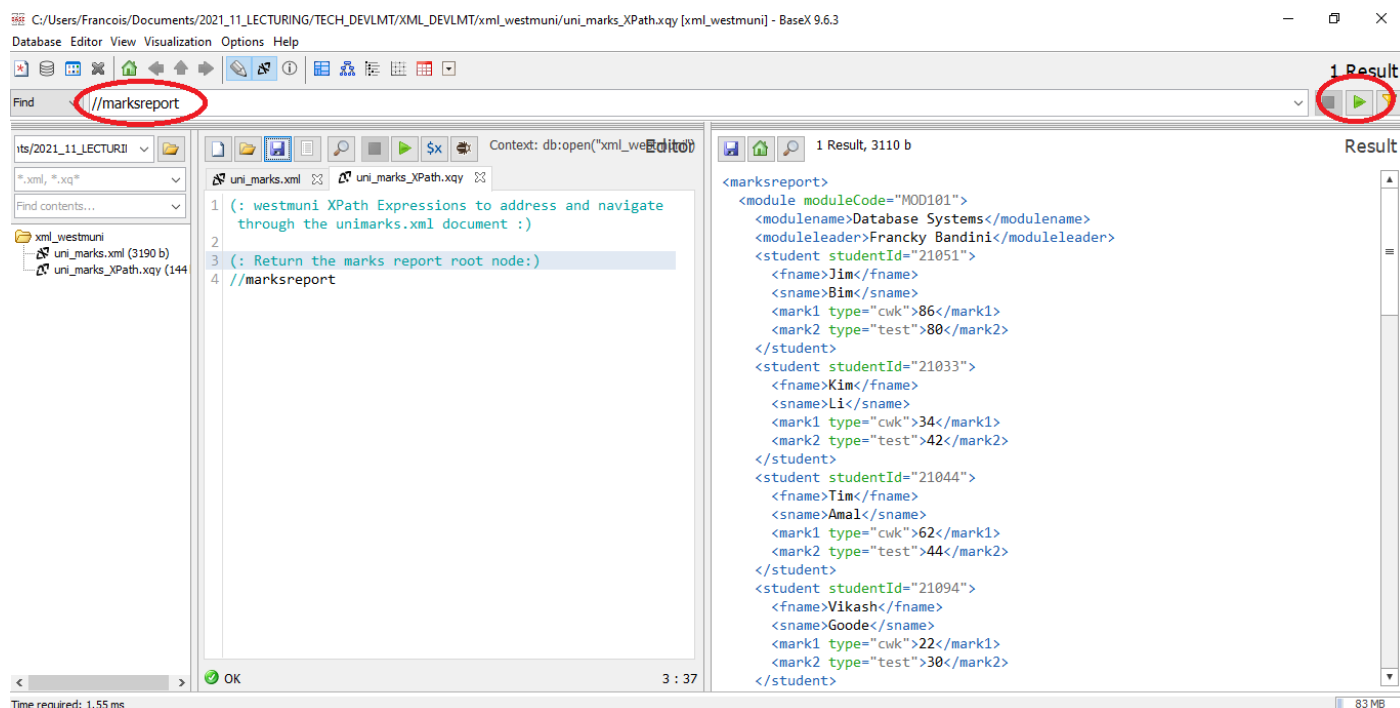 C:/Users/Francois/Documents/2021_11_LECTURING/TECH_DEVLMT/XML_DEVLMT/xml_westmuni/uni_marks_XPath.xqy [xml_westmuni] - BaseX 9.6.3
Database Editor View Visualization Options Help
1 Result
Find //marksreport
its/2021_11_LECTURII
*.xml, *.xq*
Find contents...
xml_westmuni
uni_marks.xml (3190 b)
uni_marks_XPath.xqy (144
Context: db:open("xml_westmuni")
Editor
uni_marks.xml uni_marks_XPath.xqy
1 (: westmuni XPath Expressions to address and navigate
through the unimarks.xml document :)
2
3 (: Return the marks report root node:)
4 //marksreport
OK 3 : 37
1 Result, 3110 b Result
<marksreport>
<module moduleCode="MOD101">
<modulename>Database Systems</modulename>
<moduleleader>Francky Bandini</moduleleader>
<student studentId="21051">
<fname>Jim</fname>
<sname>Bim</sname>
<mark1 type="cwk">86</mark1>
<mark2 type="test">80</mark2>
</student>
<student studentId="21033">
<fname>Kim</fname>
<sname>Li</sname>
<mark1 type="cwk">34</mark1>
<mark2 type="test">42</mark2>
</student>
<student studentId="21044">
<fname>Tim</fname>
<sname>Amal</sname>
<mark1 type="cwk">62</mark1>
<mark2 type="test">44</mark2>
</student>
<student studentId="21094">
<fname>Vikash</fname>
<sname>Goode</sname>
<mark1 type="cwk">22</mark1>
<mark2 type="test">30</mark2>
</student>
Time required: 1.55 ms 83 MB